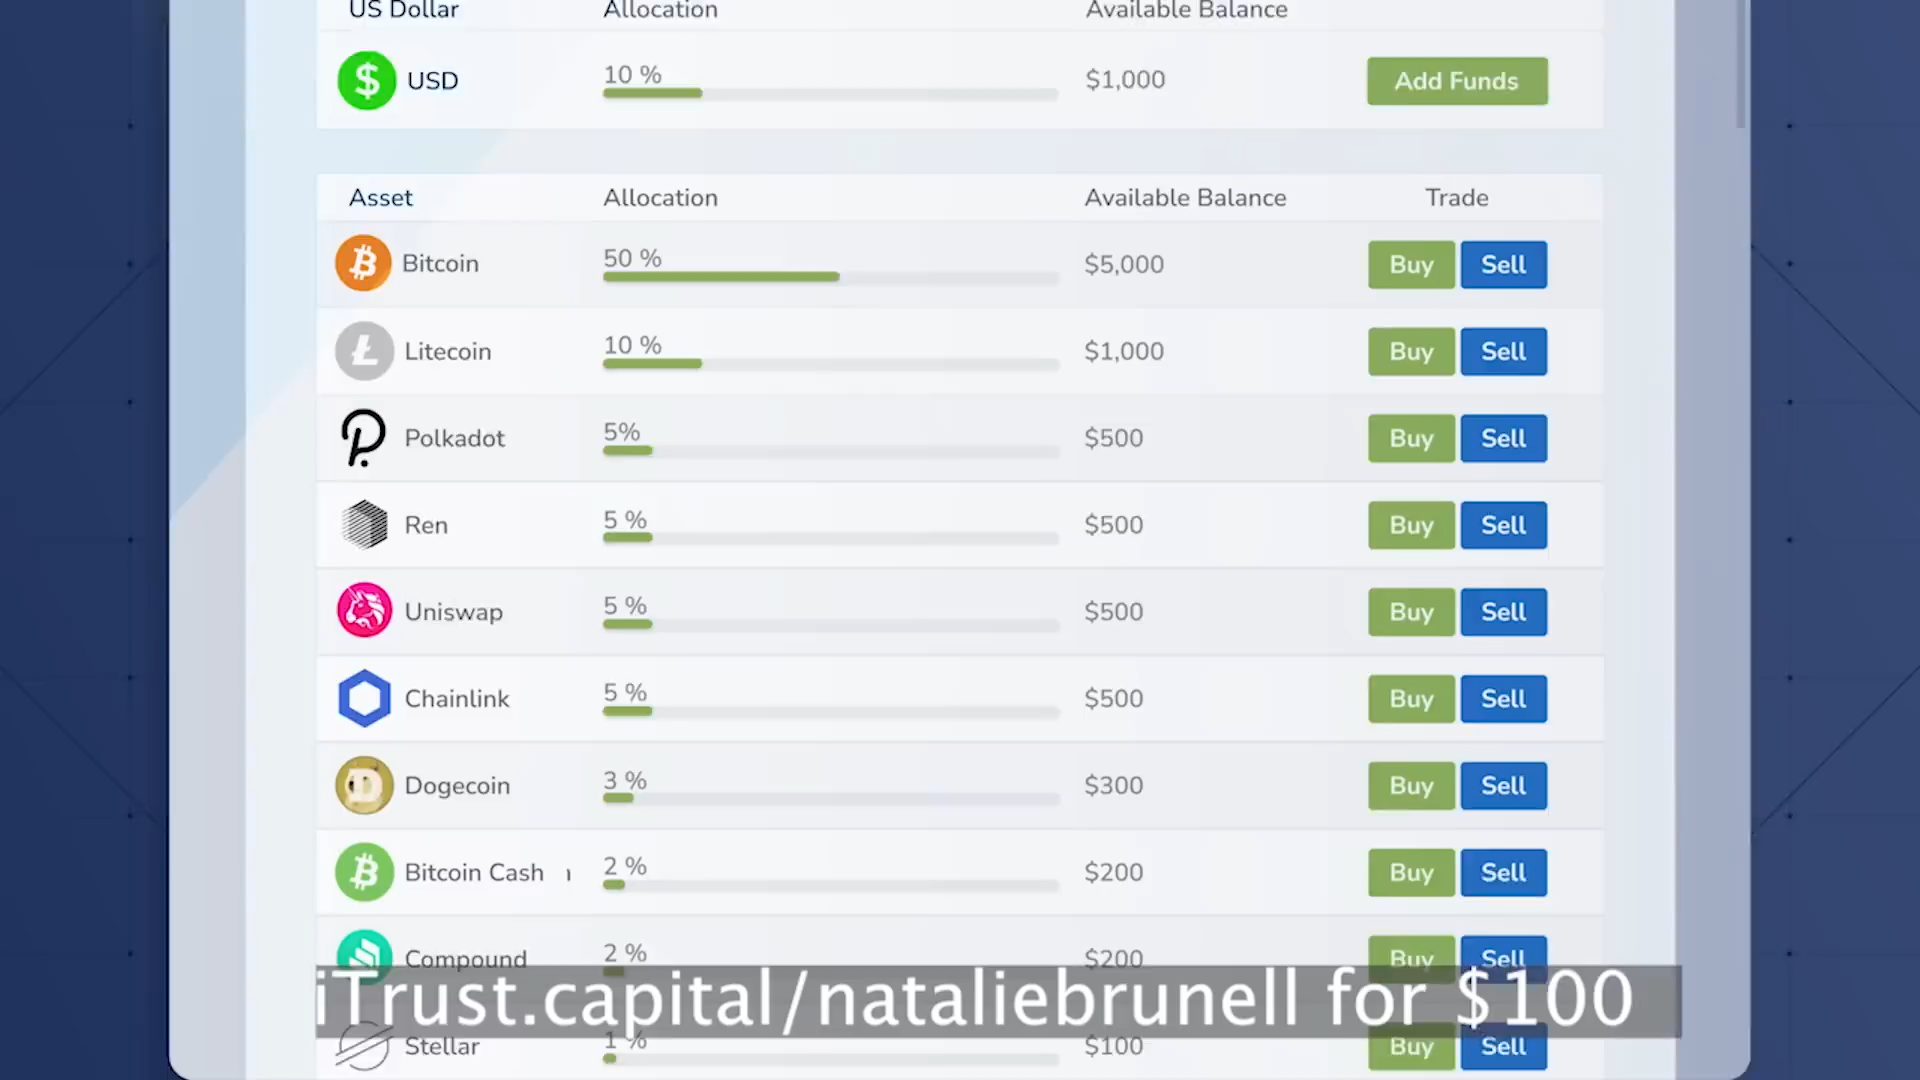 US Dollar Allocation Available Balance
USD 10 % $1,000 Add Funds
Asset Allocation Available Balance Trade
Bitcoin 50 % $5,000 Buy Sell
Litecoin 10 % $1,000 Buy Sell
Polkadot 5% $500 Buy Sell
Ren 5 % $500 Buy Sell
Uniswap 5 % $500 Buy Sell
Chainlink 5 % $500 Buy Sell
Dogecoin 3 % $300 Buy Sell
Bitcoin Cash 2 % $200 Buy Sell
Compound 2 % $200 Buy Sell
iTrust.capital/nataliebrunell for $100
Stellar 1 % $100 Buy Sell